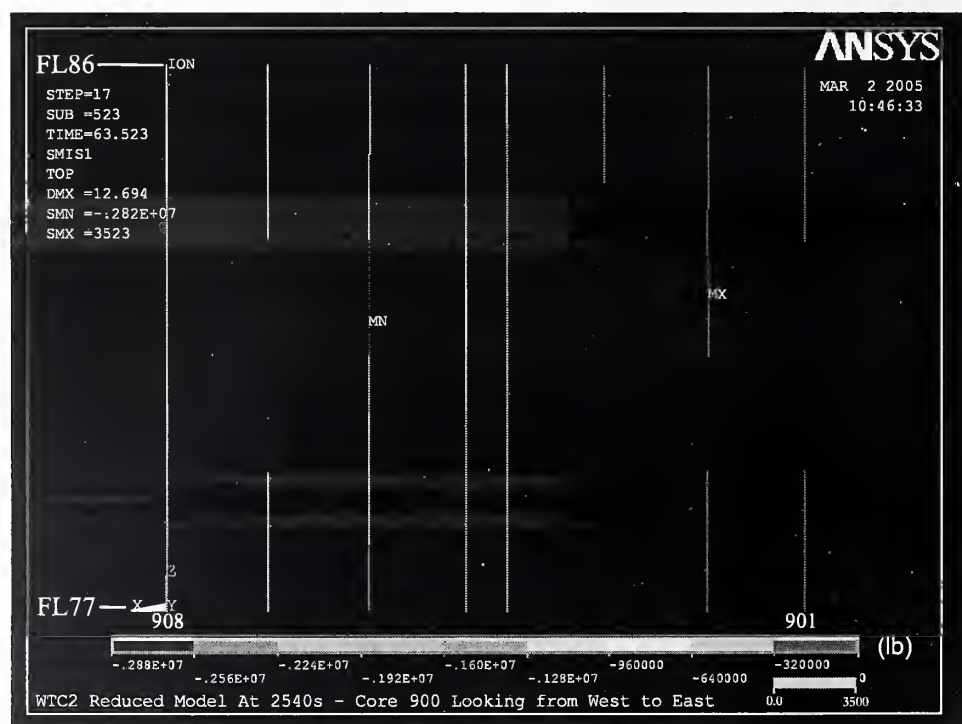 ANSYS
FL86
ION
MAR 2 2005
10:46:33
STEP=17
SUB =523
TIME=63.523
SMIS1
TOP
DMX =12.694
SMN =-.282E+07
SMX =3523
MX
MN
Z
FL77
X Y
908
901
(lb)
-.288E+07 -.224E+07 -.160E+07 -960000 -320000
-.256E+07 -.192E+07 -.128E+07 -640000 0
0.0 3500
WTC2 Reduced Model At 2540s - Core 900 Looking from West to East